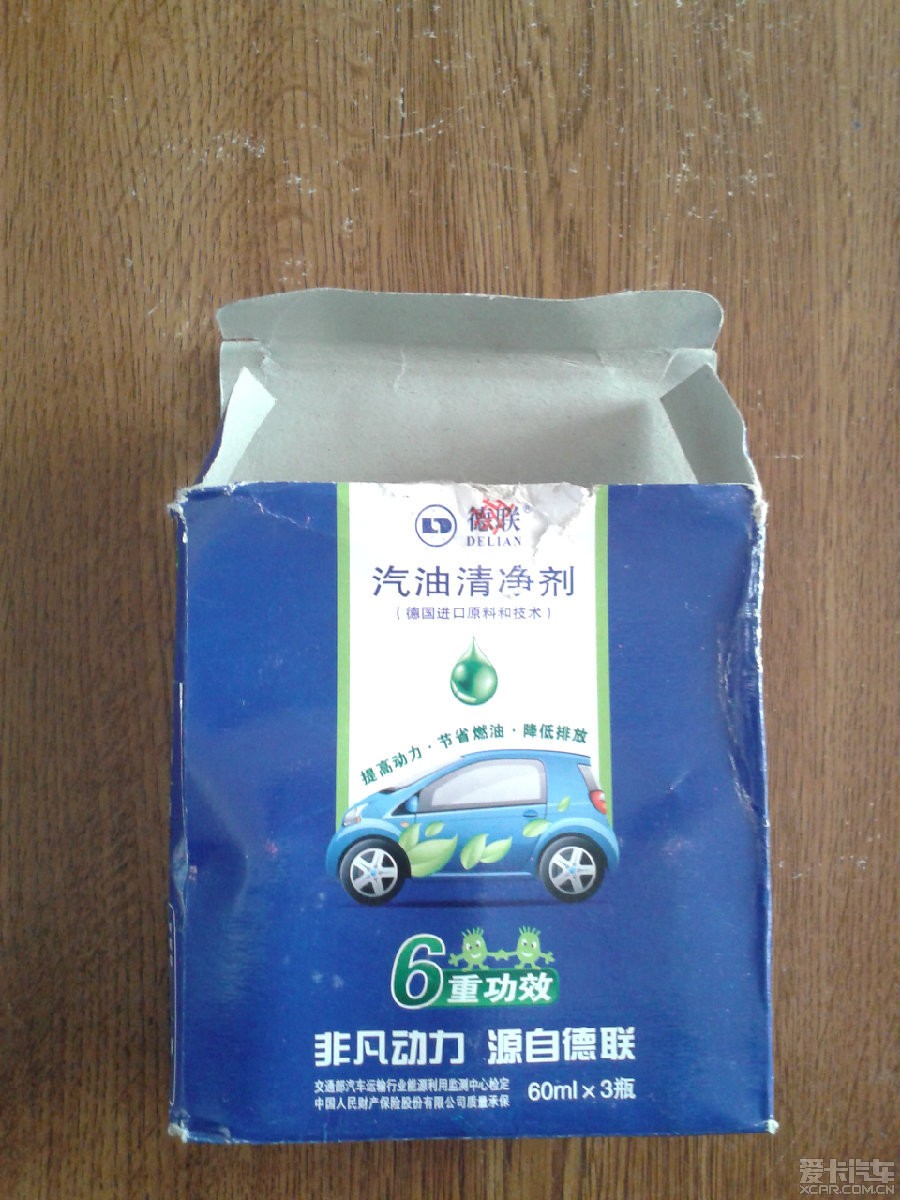 德联®
DELIAN
汽油清净剂
(德国进口原料和技术)
提高动力·节省燃油·降低排放
6重功效
非凡动力 源自德联
交通部汽车运输行业能源利用监测中心检定
中国人民财产保险股份有限公司质量承保
60ml×3瓶
爱卡汽车
XCAR.COM.CN